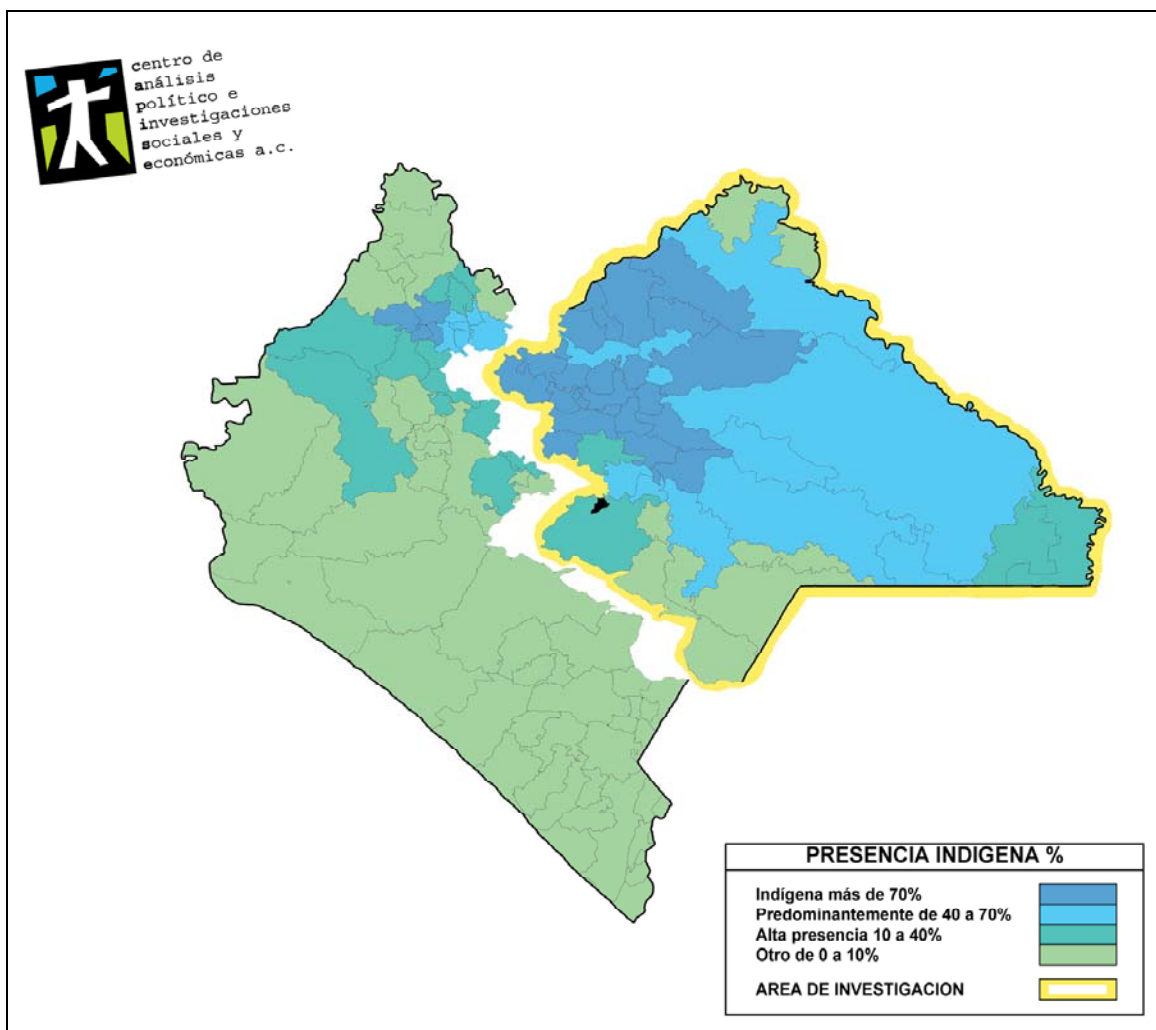 centro de
análisis
político e
investigaciones
sociales y
económicas a.c.
PRESENCIA INDIGENA %
Indígena más de 70%
Predominantemente de 40 a 70%
Alta presencia 10 a 40%
Otro de 0 a 10%
AREA DE INVESTIGACION